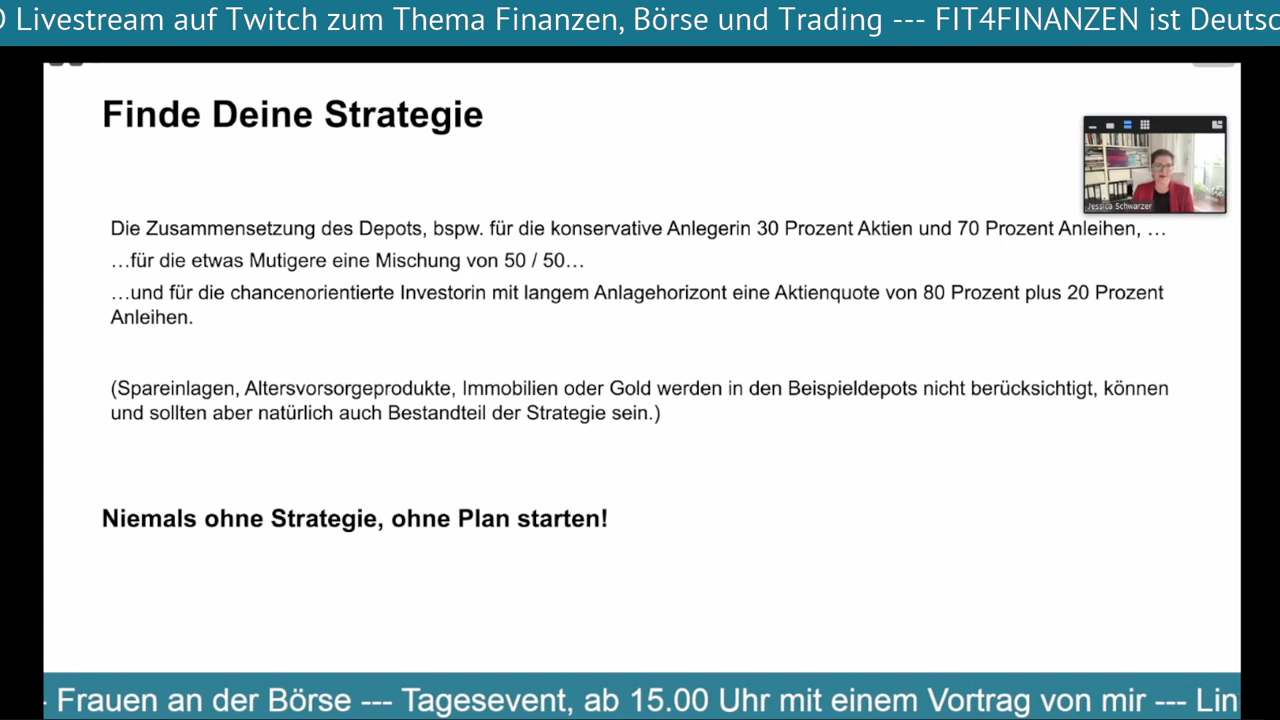 Livestream auf Twitch zum Thema Finanzen, Börse und Trading --- FIT4FINANZEN ist
Finde Deine Strategie
Jessica Schwarzer
Die Zusammensetzung des Depots, bspw. für die konservative Anlegerin 30 Prozent Aktien und 70 Prozent Anleihen, …
…für die etwas Mutigere eine Mischung von 50 / 50…
…und für die chancenorientierte Investorin mit langem Anlagehorizont eine Aktienquote von 80 Prozent plus 20 Prozent
Anleihen.
(Spareinlagen, Altersvorsorgeprodukte, Immobilien oder Gold werden in den Beispieldepots nicht berücksichtigt, können
und sollten aber natürlich auch Bestandteil der Strategie sein.)
Niemals ohne Strategie, ohne Plan starten!
Frauen an der Börse --- Tagesevent, ab 15.00 Uhr mit einem Vortrag von mir --- Lin